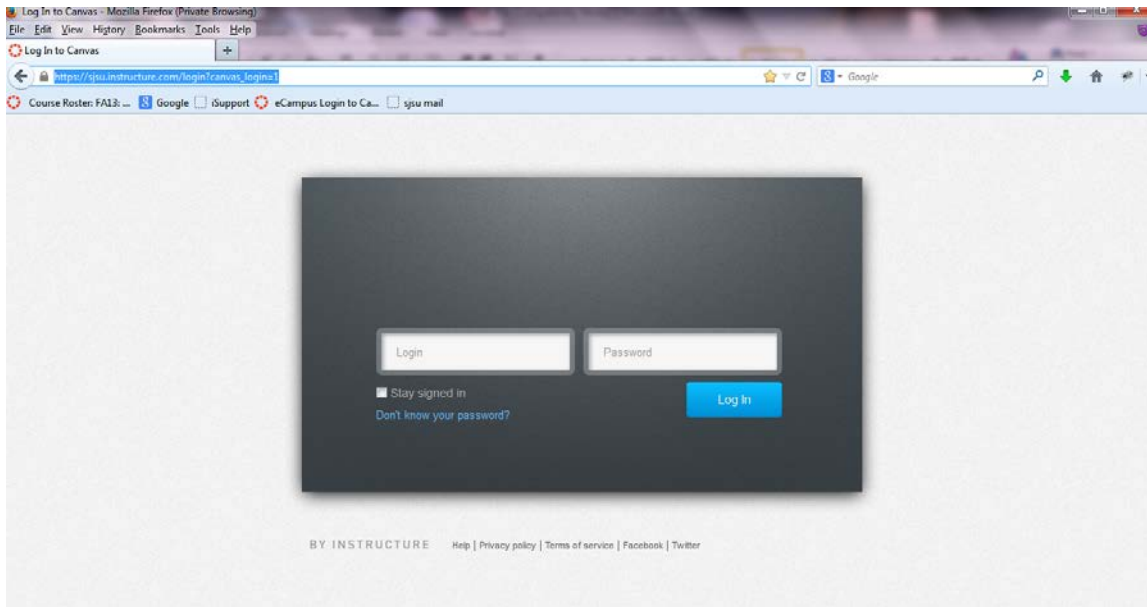 Log In to Canvas - Mozilla Firefox (Private Browsing)
File Edit View History Bookmarks Tools Help
Log In to Canvas +
https://sjsu.instructure.com/login?canvas_login=1 8 - Google
Course Roster: FA13: ... 8 Google iSupport eCampus Login to Ca... sjsu mail
Login Password
Stay signed in Log In
Don't know your password?
BY INSTRUCTURE Help | Privacy policy | Terms of service | Facebook | Twitter